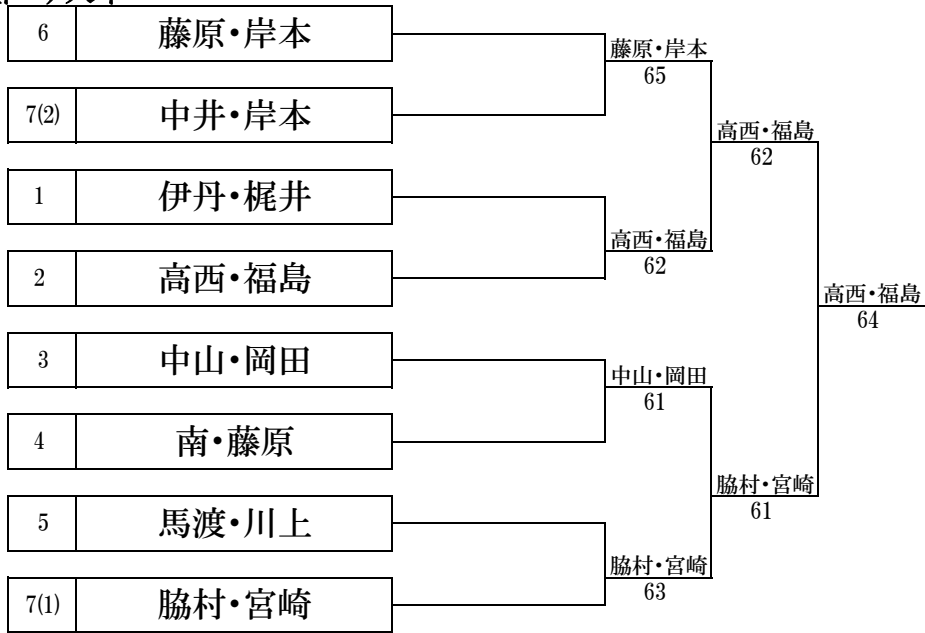 6 藤原・岸本
7(2) 中井・岸本
1 伊丹・梶井
2 高西・福島
3 中山・岡田
4 南・藤原
5 馬渡・川上
7(1) 脇村・宮崎
藤原・岸本
65
高西・福島
62
中山・岡田
61
脇村・宮崎
63
高西・福島
62
脇村・宮崎
61
高西・福島
64